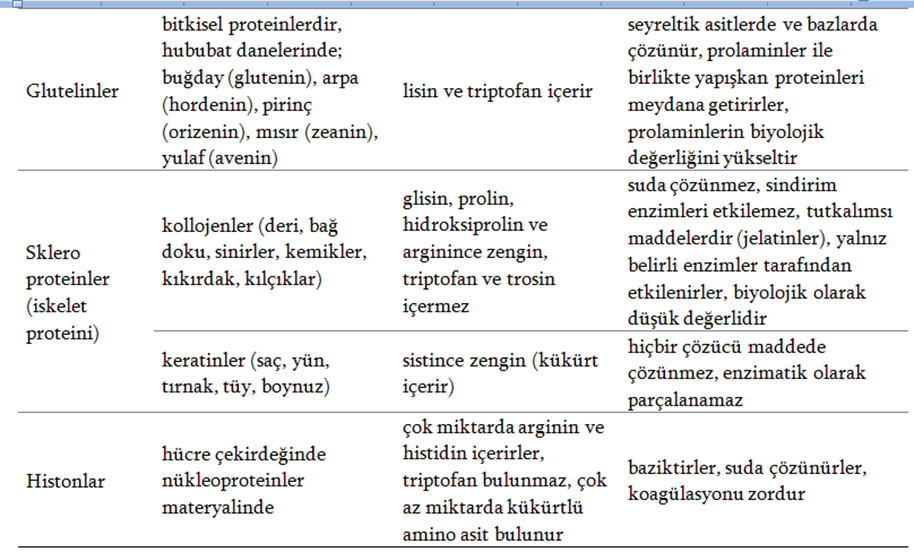 Glutelinler
bitkisel proteinlerdir,
hububat danelerinde;
buğday (glutenin), arpa
(hordenin), pirinç
(orizenin), mısır (zeanin),
yulaf (avenin)
lisin ve triptofan içerir
seyreltik asitlerde ve bazlarda
çözünür, prolaminler ile
birlikte yapışkan proteinleri
meydana getirirler,
prolaminlerin biyolojik
değerliğini yükseltir
Sklero
proteinler
(iskelet
proteini)
kollojenler (deri, bağ
doku, sinirler, kemikler,
kıkırdak, kılçıklar)
glisin, prolin,
hidroksiprolin ve
arginince zengin,
triptofan ve trosin
içermez
suda çözünmez, sindirim
enzimleri etkilemez, tutkalımsı
maddelerdir (jelatinler), yalnız
belirli enzimler tarafından
etkilenirler, biyolojik olarak
düşük değerlidir
keratinler (saç, yün,
tırnak, tüy, boynuz)
sistince zengin (kükürt
içerir)
hiçbir çözücü maddede
çözünmez, enzimatik olarak
parçalanamaz
Histonlar
hücre çekirdeğinde
nükleoproteinler
materyalinde
çok miktarda arginin ve
histidin içerirler,
triptofan bulunmaz, çok
az miktarda kükürtlü
amino asit bulunur
baziktirler, suda çözünürler,
koagülasyonu zordur